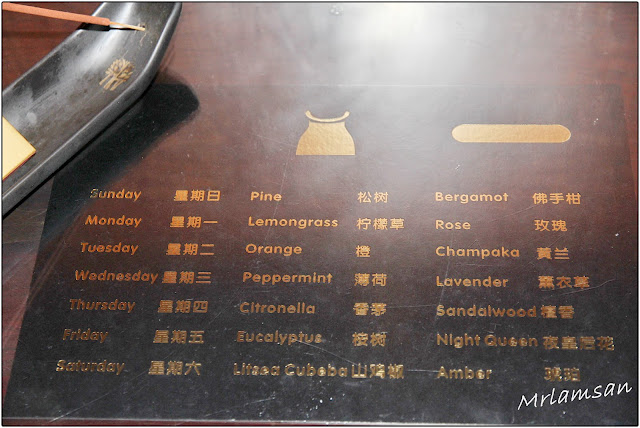 Sunday 星期日 Pine 松树 Bergamot 佛手柑
Monday 星期一 Lemongrass 柠檬草 Rose 玫瑰
Tuesday 星期二 Orange 橙 Champaka 黄兰
Wednesday 星期三 Peppermint 薄荷 Lavender 薰衣草
Thursday 星期四 Citronella 香茅 Sandalwood 檀香
Friday 星期五 Eucalyptus 桉树 Night Queen 夜皇后花
Saturday 星期六 Litsea Cubeba 山鸡椒 Amber 琥珀
Mrlamsan